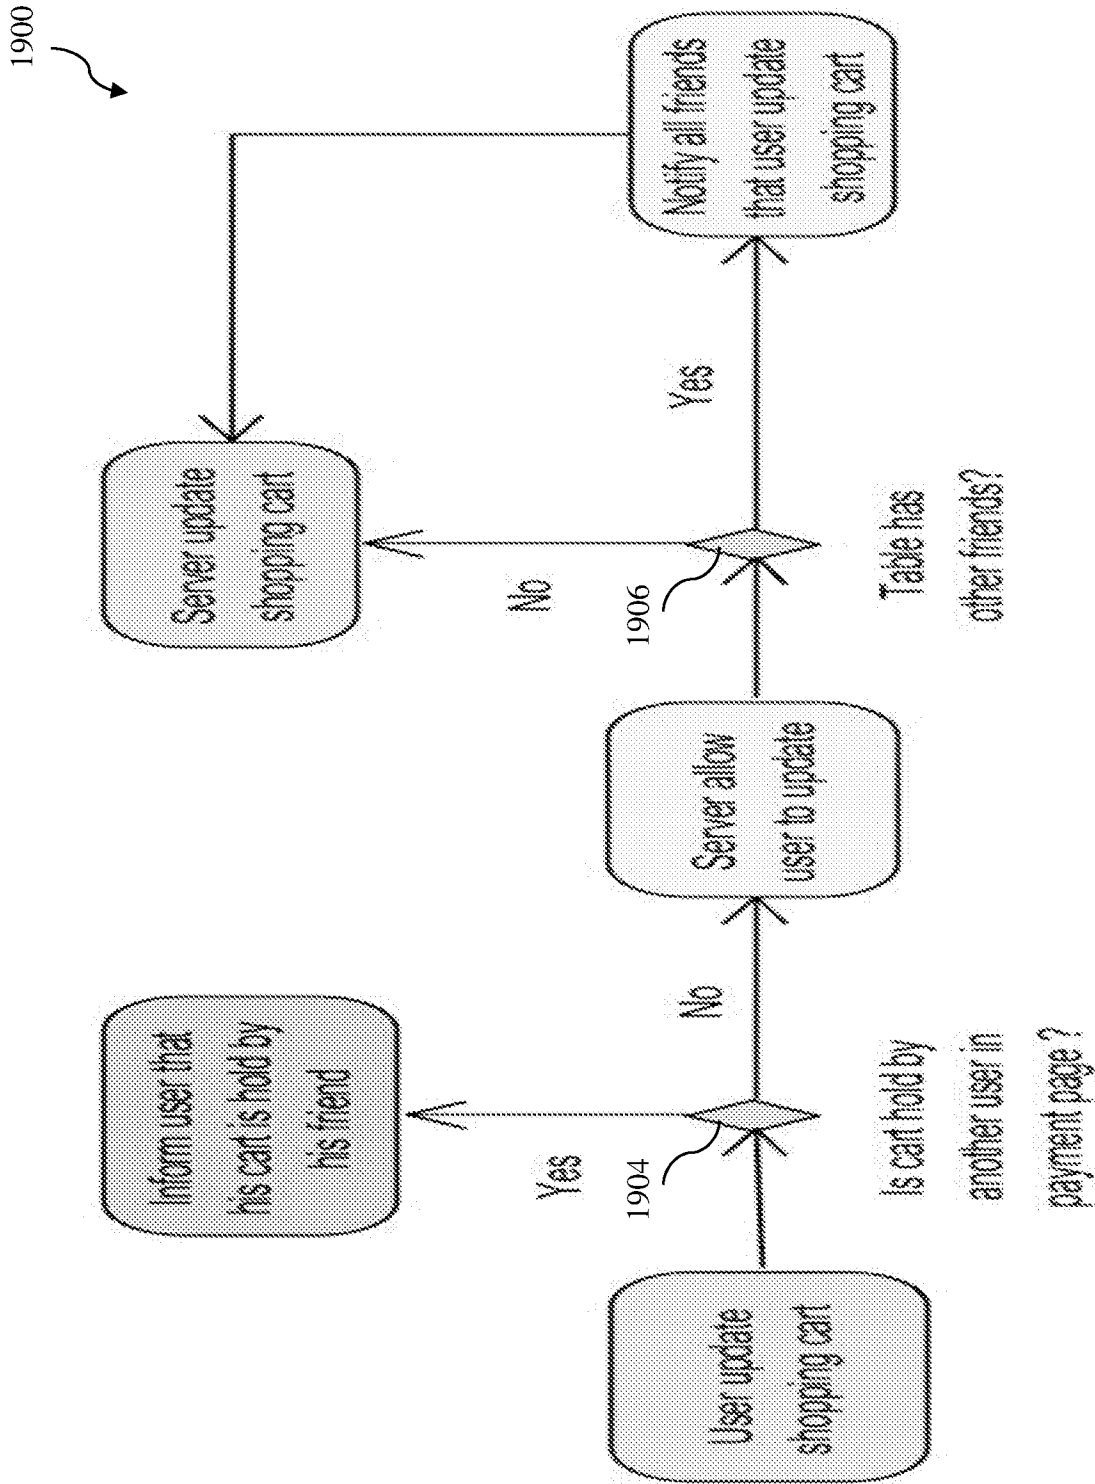 1900
User update
shopping cart
1904
Is cart hold by
another user in
payment page ?
Yes
Inform user that
his cart is hold by
his friend
No
Server allow
user to update
1906
Table has
other friends?
No
Server update
shopping cart
Yes
Notify all friends
that user update
shopping cart